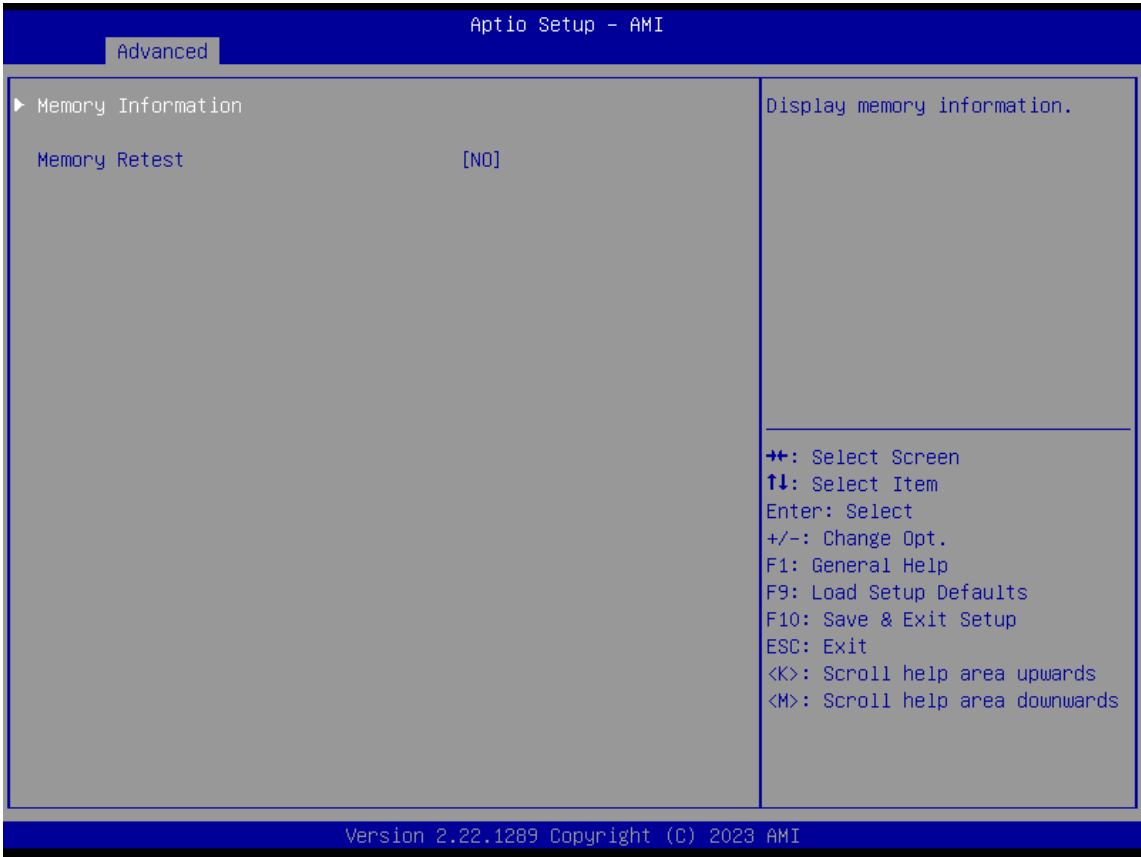 Aptio Setup - AMI
Advanced
▶ Memory Information
Memory Retest [NO]
Display memory information.
→←: Select Screen
↑↓: Select Item
Enter: Select
+/-: Change Opt.
F1: General Help
F9: Load Setup Defaults
F10: Save & Exit Setup
ESC: Exit
<K>: Scroll help area upwards
<M>: Scroll help area downwards
Version 2.22.1289 Copyright (C) 2023 AMI